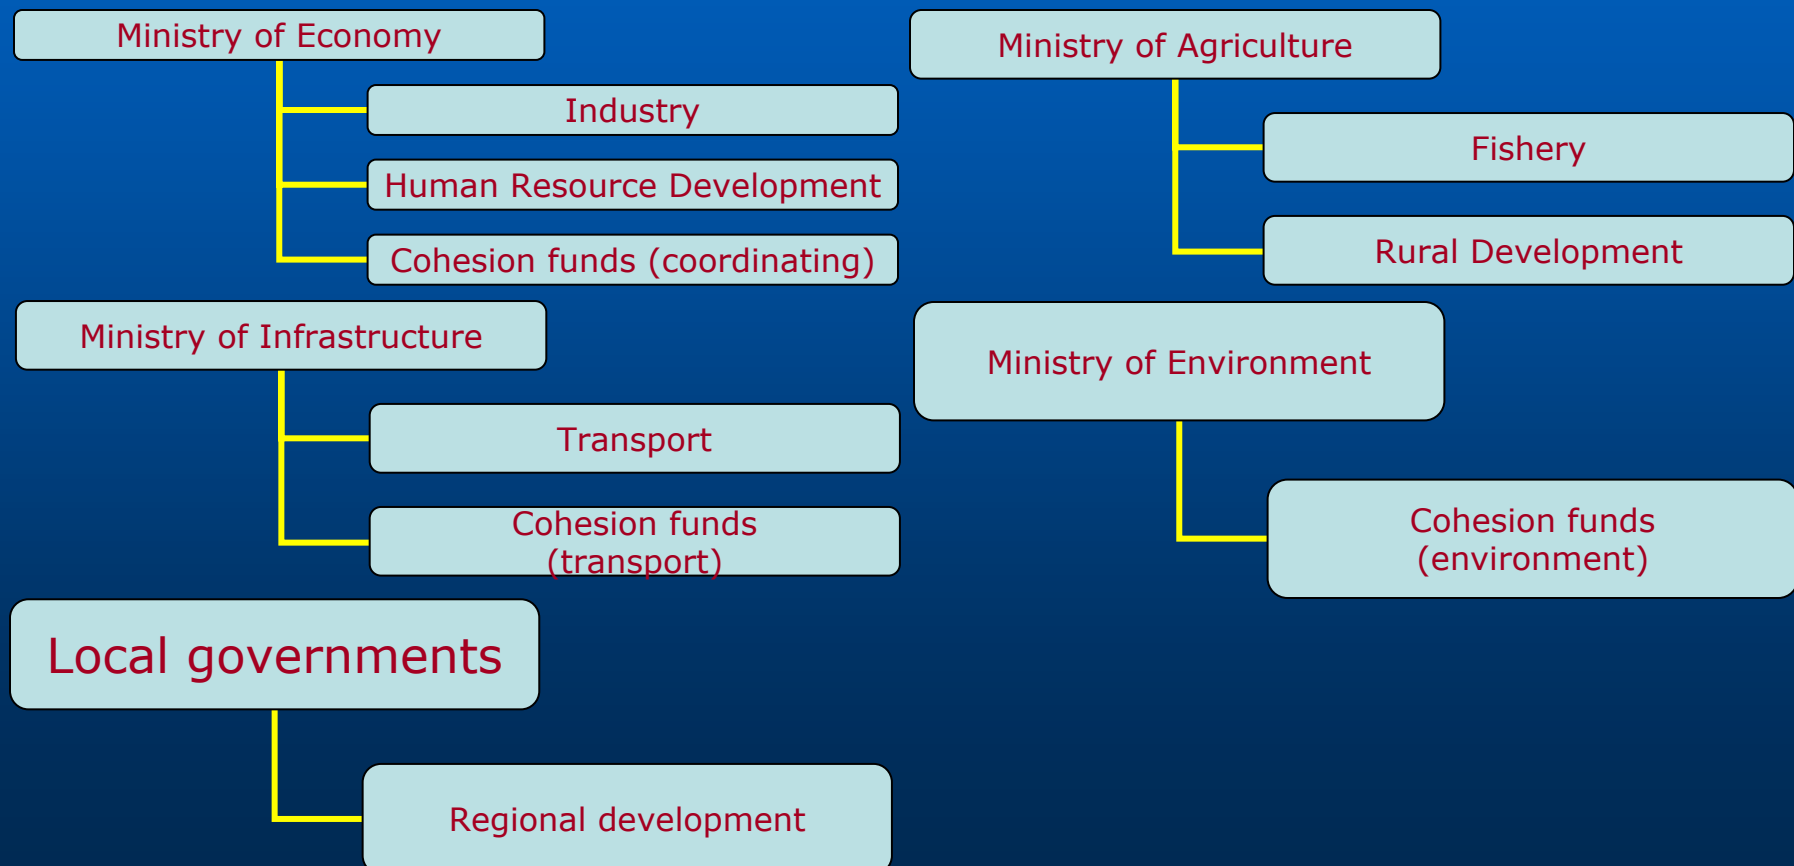 Ministry of Economy
Industry
Human Resource Development
Cohesion funds (coordinating)
Ministry of Agriculture
Fishery
Rural Development
Ministry of Infrastructure
Transport
Cohesion funds
(transport)
Ministry of Environment
Cohesion funds
(environment)
Local governments
Regional development